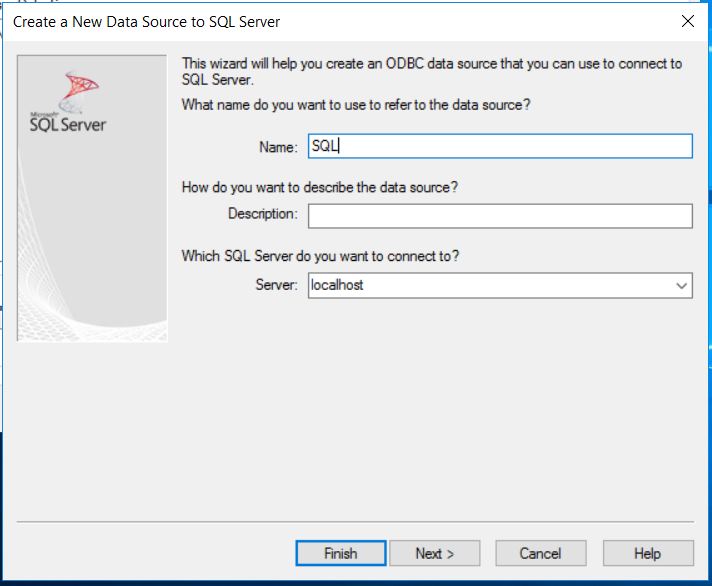 Create a New Data Source to SQL Server
Microsoft
SQL Server
This wizard will help you create an ODBC data source that you can use to connect to
SQL Server.
What name do you want to use to refer to the data source?
Name: SQL
How do you want to describe the data source?
Description:
Which SQL Server do you want to connect to?
Server: localhost
Finish Next > Cancel Help